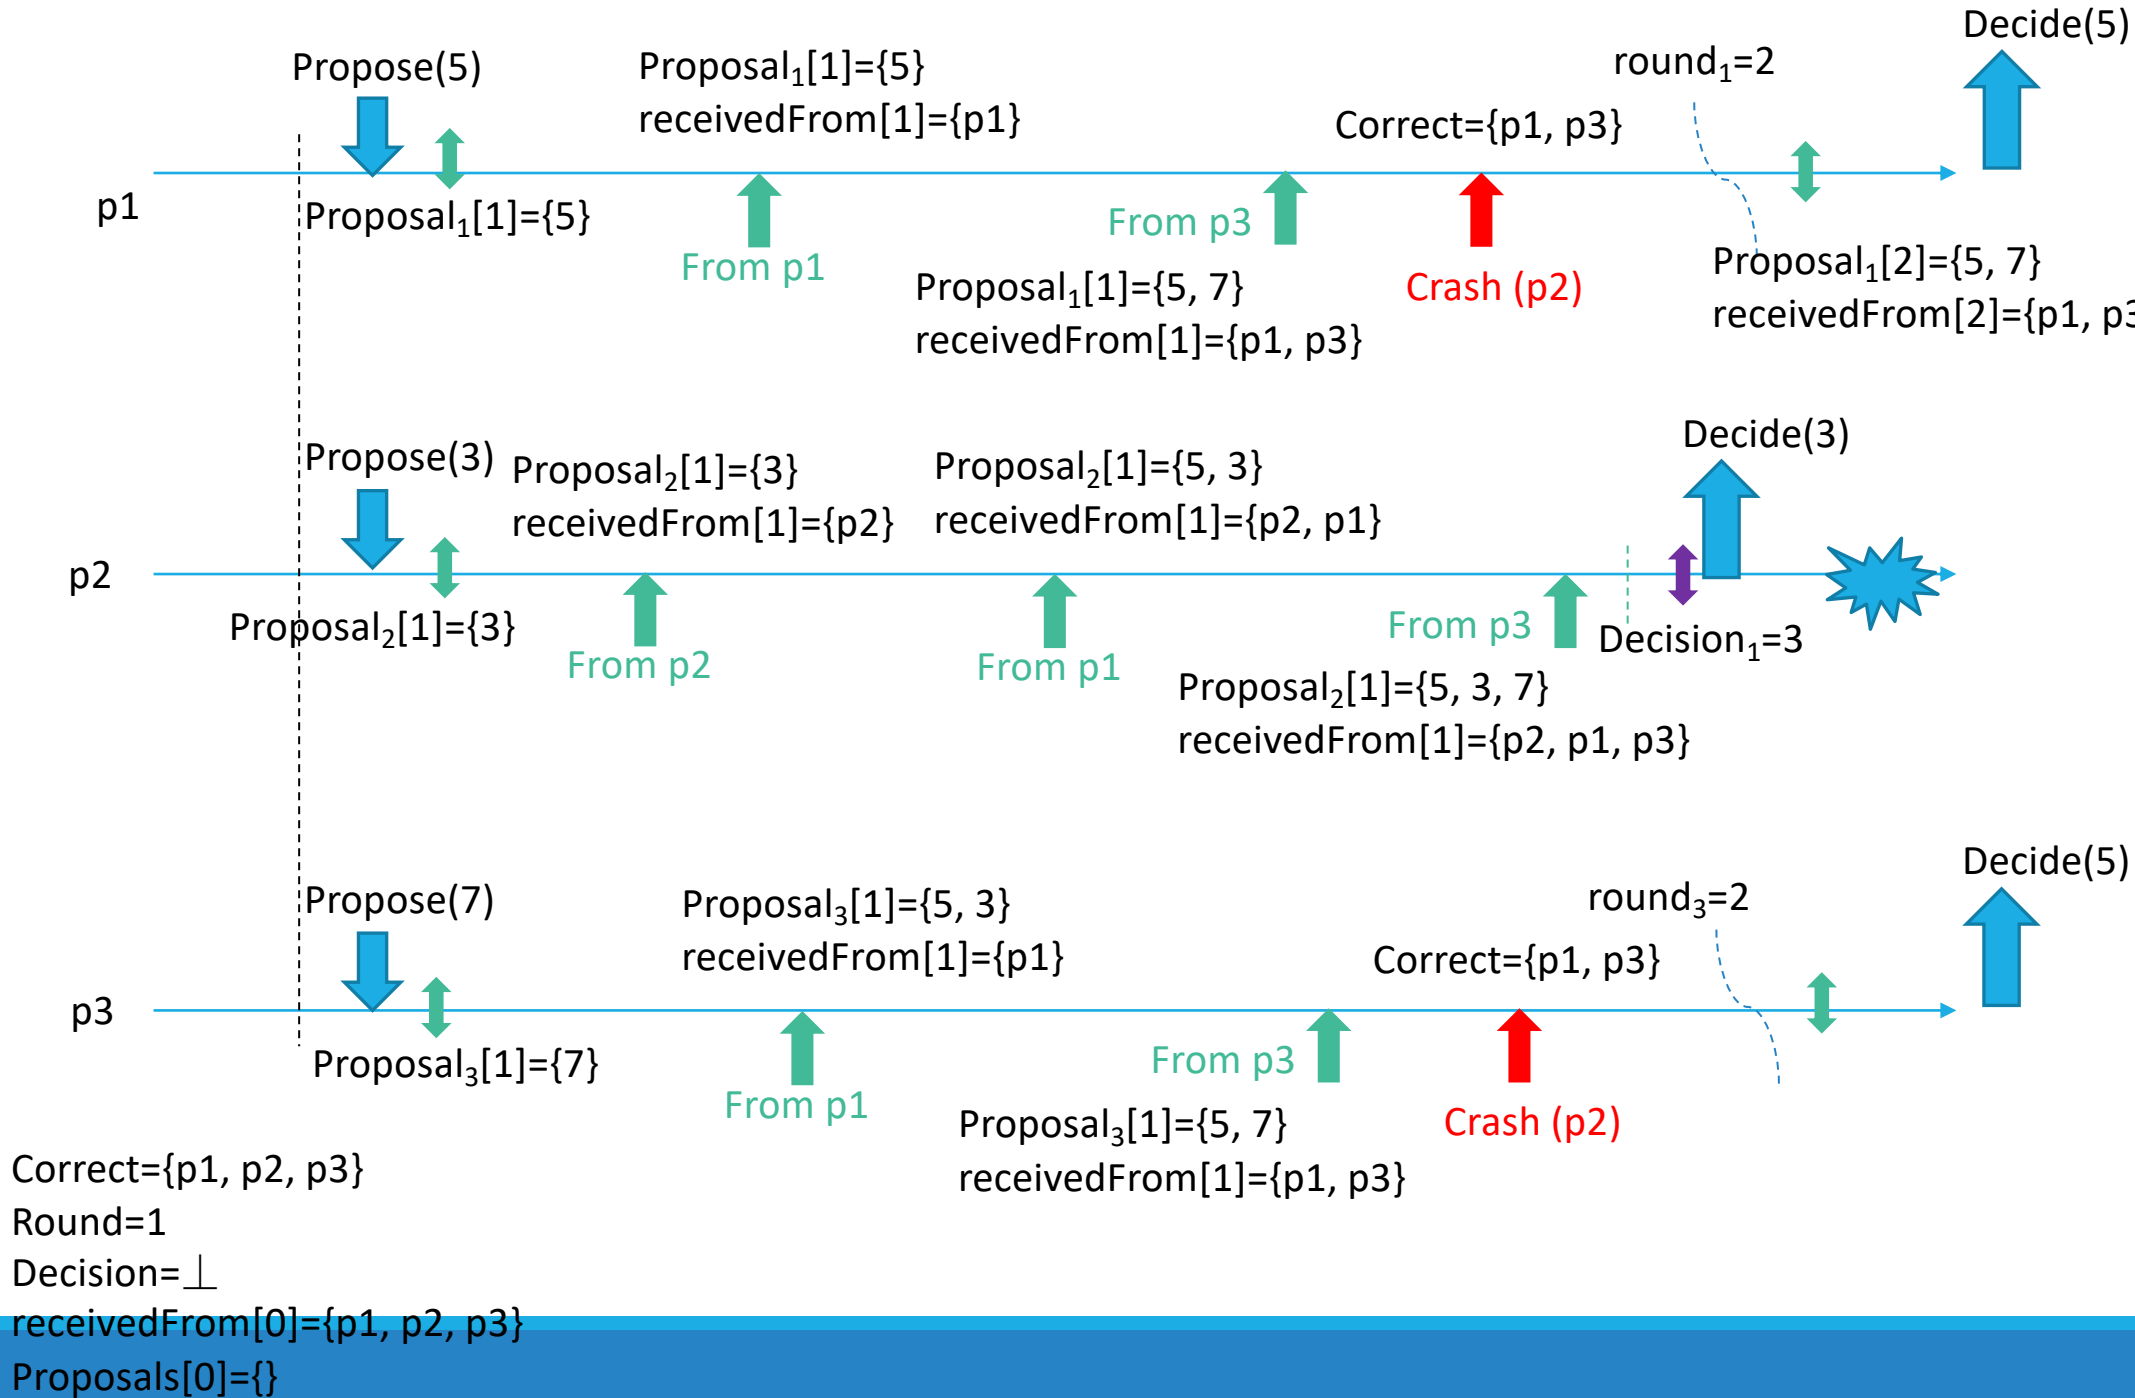 Decide(5)
Propose(5)
Proposal₁[1]={5}
receivedFrom[1]={p1}
round₁=2
Correct={p1, p3}
p1
Proposal₁[1]={5}
From p1
From p3
Proposal₁[1]={5, 7}
receivedFrom[1]={p1, p3}
Crash (p2)
Proposal₁[2]={5, 7}
receivedFrom[2]={p1, p3
Propose(3)
Proposal₂[1]={3}
receivedFrom[1]={p2}
Proposal₂[1]={5, 3}
receivedFrom[1]={p2, p1}
Decide(3)
p2
Proposal₂[1]={3}
From p2
From p1
From p3
Decision₁=3
Proposal₂[1]={5, 3, 7}
receivedFrom[1]={p2, p1, p3}
Decide(5)
Propose(7)
Proposal₃[1]={5, 3}
receivedFrom[1]={p1}
round₃=2
Correct={p1, p3}
p3
Proposal₃[1]={7}
From p1
From p3
Proposal₃[1]={5, 7}
receivedFrom[1]={p1, p3}
Crash (p2)
Correct={p1, p2, p3}
Round=1
Decision=⊥
receivedFrom[0]={p1, p2, p3}
Proposals[0]={}